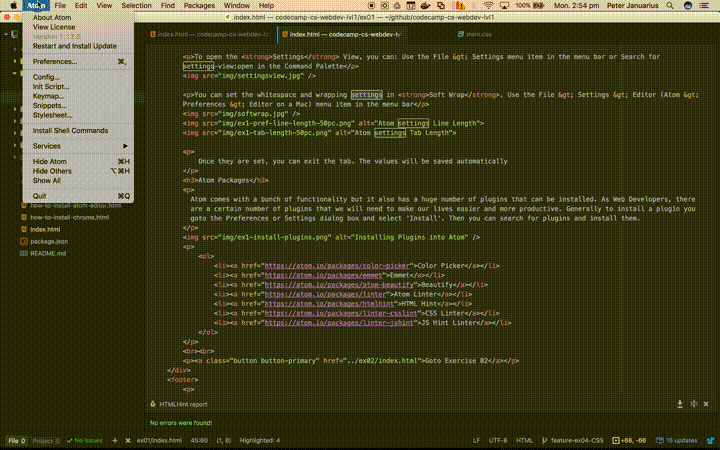 Atom File Edit View Selection Find Packages Window Help 100% Mon. 2:54 pm Peter Januarius
index.html — codecamp-cs-webdev-lvl1/ex01 — ~/github/codecamp-cs-webdev-lvl1
About Atom
View License
Version 1.12.6
Restart and Install Update
Preferences... ⌘,
Config...
Init Script...
Keymap...
Snippets...
Stylesheet...
Install Shell Commands
Services
Hide Atom ⌘H
Hide Others ⌥⌘H
Show All
Quit ⌘Q
how-to-install-atom-editor.html
how-to-install-chrome.html
index.html
package.json
README.md
index.html — codecamp-cs-webdev-
index.html — codecamp-cs-webdev-lvl
main.css
<p>To open the <strong>Settings</strong> View, you can: Use the File &gt; Settings menu item in the menu bar or Search for
settings-view:open in the Command Palette</p>
<img src="img/settingsview.jpg" />
<p>You can set the whitespace and wrapping settings in <strong>Soft Wrap</strong>. Use the File &gt; Settings &gt; Editor (Atom &gt;
Preferences &gt; Editor on a Mac) menu item in the menu bar</p>
<img src="img/softwrap.jpg" />
<img src="img/ex1-pref-line-length-50pc.png" alt="Atom settings Line Length">
<img src="img/ex1-tab-length-50pc.png" alt="Atom settings Tab Length">
<p>
Once they are set, you can exit the tab. The values will be saved automatically
</p>
<h3>Atom Packages</h3>
<p>
Atom comes with a bunch of functionality but it also has a huge number of plugins that can be installed. As Web Developers, there
are a certain number of plugins that we will need to make our lives easier and more productive. Generally to install a plugin you
goto the Preferences or Settings dialog box and select 'Install'. Then you can search for plugins and install them.
</p>
<img src="img/ex1-install-plugins.png" alt="Installing Plugins into Atom" />
<p>
<ol>
<li><a href="https://atom.io/packages/color-picker">Color Picker</a></li>
<li><a href="https://atom.io/packages/emmet">Emmet</a></li>
<li><a href="https://atom.io/packages/atom-beautify">Beautify</a></li>
<li><a href="https://atom.io/packages/linter">Atom Linter</a></li>
<li><a href="https://atom.io/packages/htmlhint">HTML Hint</a></li>
<li><a href="https://atom.io/packages/linter-csslint">CSS Linter</a></li>
<li><a href="https://atom.io/packages/linter-jshint">JS Hint Linter</a></li>
</ol>
</p>
<br><br>
<p><a class="button button-primary" href="../ex02/index.html">Goto Exercise 02</a></p>
</div>
<footer>
<p>
HTMLHint report
No errors were found!
File 0 Project 0 No Issues ex01/index.html 45:60 (1, 8) Highlighted: 4 LF UTF-8 HTML feature-ex04-CSS +68, -66 15 updates